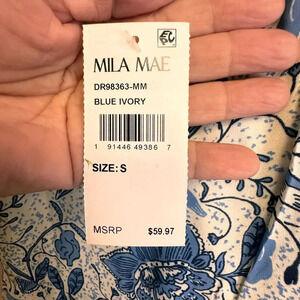 MILA MAE
DR98363-MM
BLUE IVORY
1 91446 49386 7
SIZE: S
MSRP $59.97